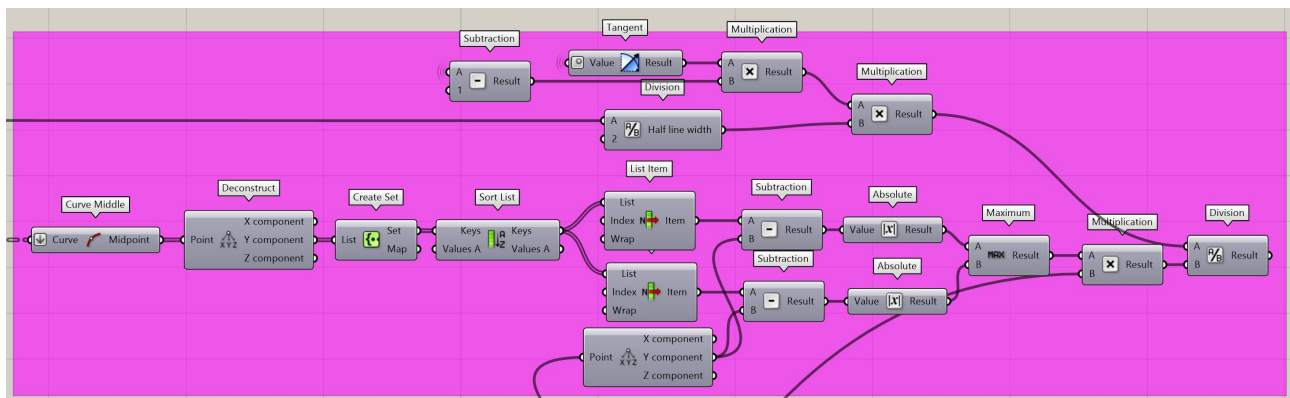 Tangent
Subtraction
Multiplication
A
1
Result
Value
Result
A
B
Result
Multiplication
Division
A
B
Result
A
2
A/B
Half line width
List Item
Curve Middle
Deconstruct
Create Set
Sort List
Subtraction
Absolute
Maximum
Multiplication
Division
Curve
Midpoint
Point
XYZ
X component
Y component
Z component
List
Set
Map
Keys
Values A
A
Z
Keys
Values A
List
Index
N
Item
Wrap
A
B
Result
Value
|X|
Result
A
B
MAX
Result
A
B
Result
A
B
A/B
Result
List
Index
N
Item
Wrap
Subtraction
A
B
Result
Absolute
Value
|X|
Result
Point
XYZ
X component
Y component
Z component